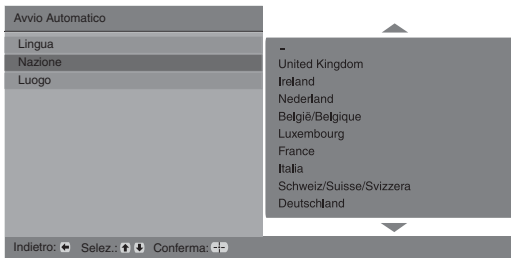 Avvio Automatico
Lingua
Nazione
Luogo
-
United Kingdom
Ireland
Nederland
België/Belgique
Luxembourg
France
Italia
Schweiz/Suisse/Svizzera
Deutschland
Indietro: Selez.: Conferma: